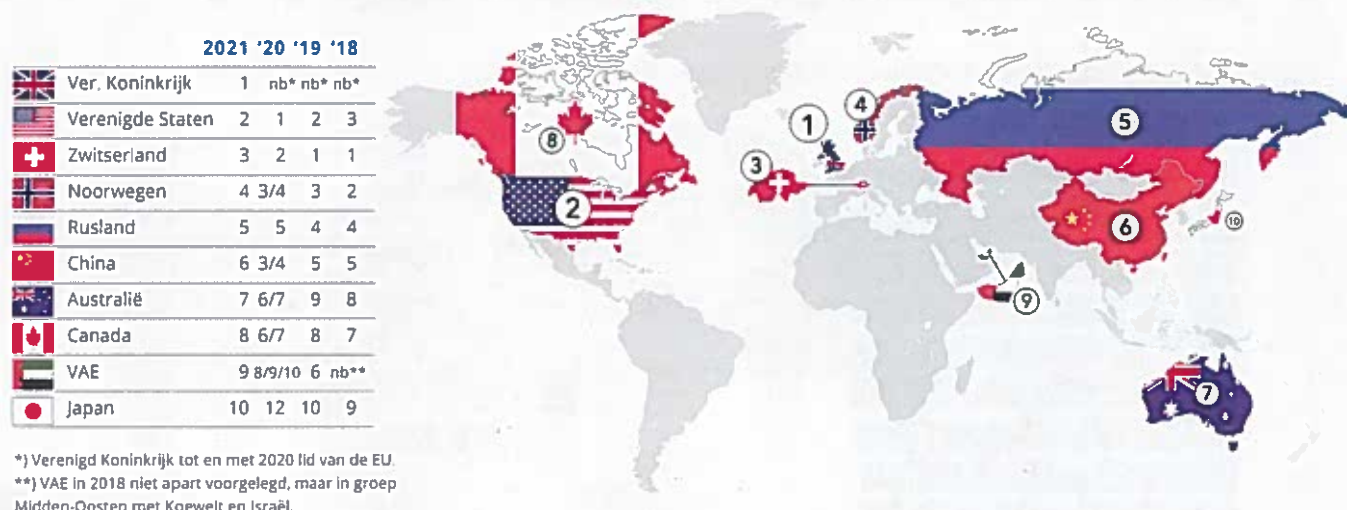 2021 '20 '19 '18
Ver. Koninkrijk 1 nb* nb* nb*
Verenigde Staten 2 1 2 3
Zwitserland 3 2 1 1
Noorwegen 4 3/4 3 2
Rusland 5 5 4 4
China 6 3/4 5 5
Australië 7 6/7 9 8
Canada 8 6/7 8 7
VAE 9 8/9/10 6 nb**
Japan 10 12 10 9
*) Verenigd Koninkrijk tot en met 2020 lid van de EU.
**) VAE in 2018 niet apart voorgelegd, maar in groep
Midden-Oosten met Koeweit en Israël.
8
2
3
1
4
5
6
10
9
7